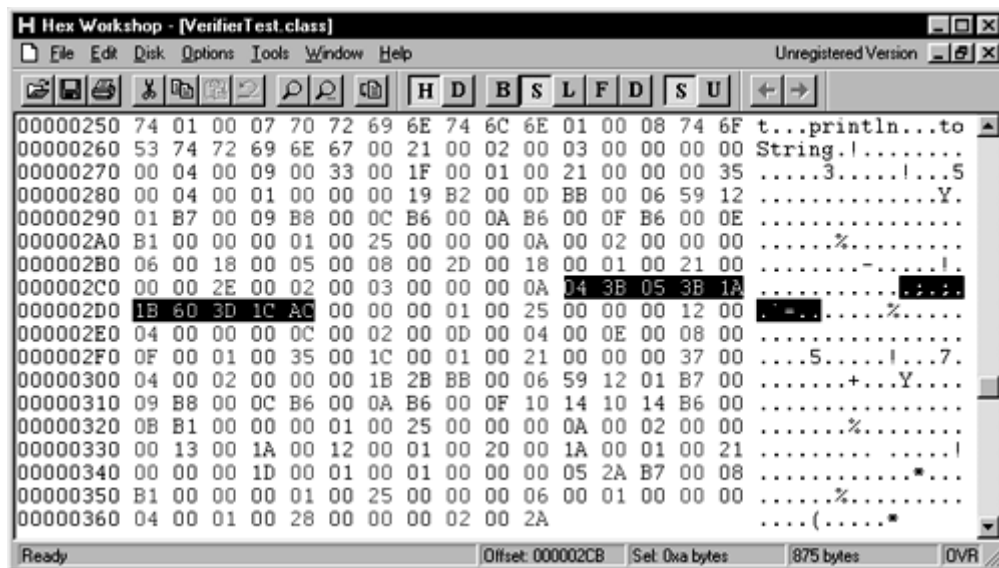 H Hex Workshop - [VerifierTest.class]
File Edit Disk Options Tools Window Help Unregistered Version
H D B S L F D S U
00000250 74 01 00 07 70 72 69 6E 74 6C 6E 01 00 08 74 6F t...println...to
00000260 53 74 72 69 6E 67 00 21 00 02 00 03 00 00 00 00 String.!........
00000270 00 04 00 09 00 33 00 1F 00 01 00 21 00 00 00 35 .....3.....!...5
00000280 00 04 00 01 00 00 00 19 B2 00 0D BB 00 06 59 12 ..............Y.
00000290 01 B7 00 09 B8 00 0C B6 00 0A B6 00 0F B6 00 0E ................
000002A0 B1 00 00 00 01 00 25 00 00 00 0A 00 02 00 00 00 ......%.........
000002B0 06 00 18 00 05 00 08 00 2D 00 18 00 01 00 21 00 ........-.....!.
000002C0 00 00 2E 00 02 00 03 00 00 00 0A 04 3B 05 3B 1A ............;.;.
000002D0 1B 60 3D 1C AC 00 00 00 01 00 25 00 00 00 12 00 .`=.......%.....
000002E0 04 00 00 00 0C 00 02 00 0D 00 04 00 0E 00 08 00 ................
000002F0 0F 00 01 00 35 00 1C 00 01 00 21 00 00 00 37 00 ....5.....!...7.
00000300 04 00 02 00 00 00 1B 2B BB 00 06 59 12 01 B7 00 .......+...Y....
00000310 09 B8 00 0C B6 00 0A B6 00 0F 10 14 10 14 B6 00 ................
00000320 0B B1 00 00 00 01 00 25 00 00 00 0A 00 02 00 00 .......%........
00000330 00 13 00 1A 00 12 00 01 00 20 00 1A 00 01 00 21 ......... .....!
00000340 00 00 00 1D 00 01 00 01 00 00 00 05 2A B7 00 08 ............*...
00000350 B1 00 00 00 01 00 25 00 00 00 06 00 01 00 00 00 ......%.........
00000360 04 00 01 00 28 00 00 00 02 00 2A ....(.....*
Ready Offset: 000002CB Sel: 0xa bytes 875 bytes OVR